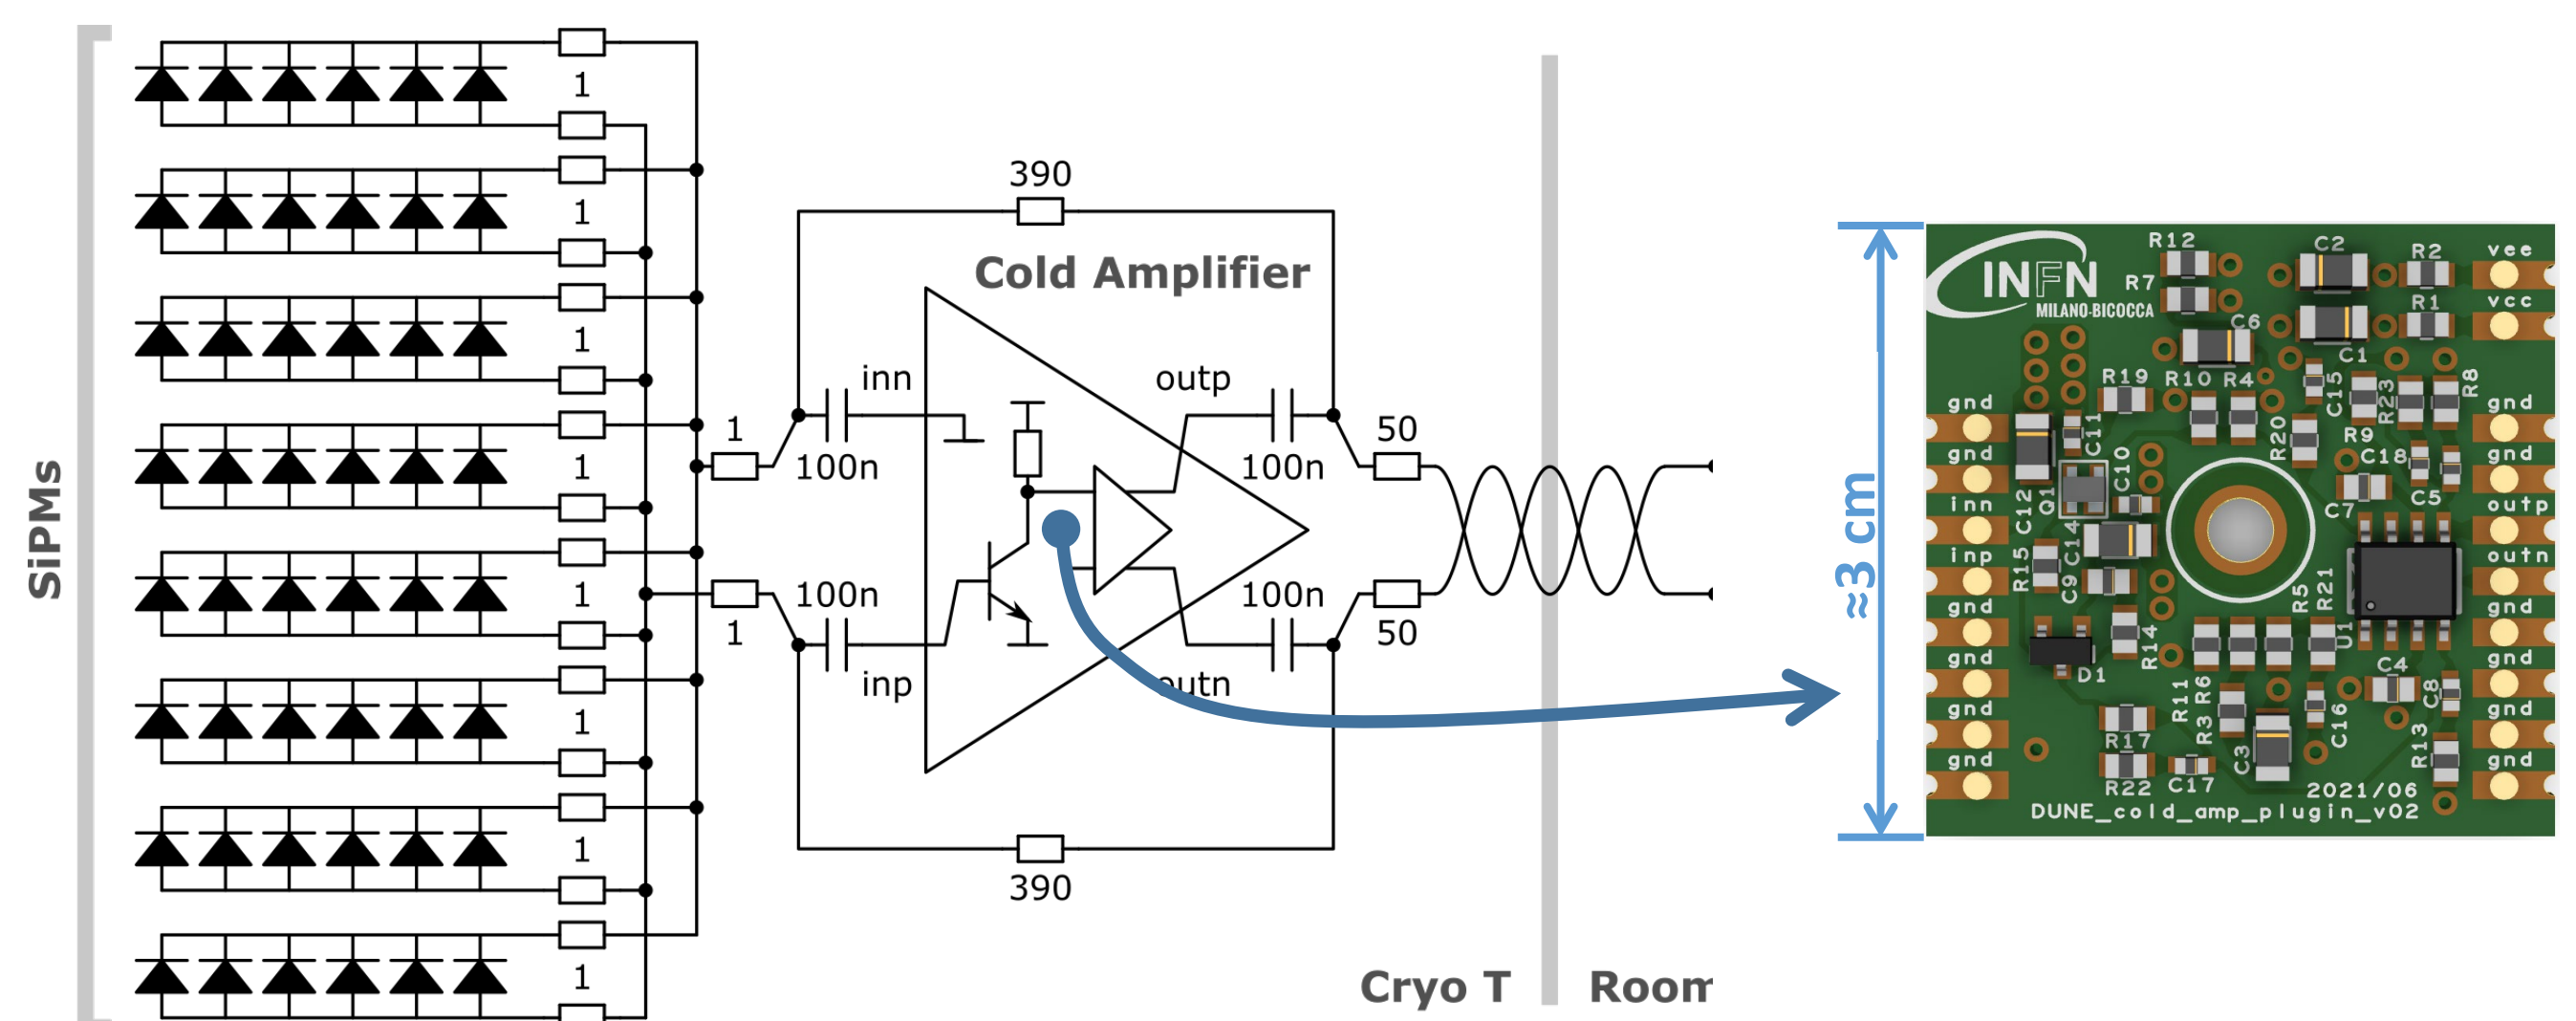 SiPMs
1
1
1
1
1
1
1
1
390
Cold Amplifier
inn
outp
1
100n
100n
50
100n
100n
1
50
inp
outn
390
Cryo T
Room
≈3 cm
INFN
MILANO-BICOCCA
R12
C2
R2
vee
R7
R1
vcc
C6
C1
R19
R10
R4
C15
R23
R8
gnd
gnd
C11
R20
R9
gnd
gnd
C10
C18
C12
Q1
C5
inn
C7
outp
C14
inp
outn
R15
C9
R5
R21
gnd
gnd
U1
R14
gnd
D1
C4
gnd
R11
R6
C8
gnd
R3
C16
gnd
R17
C3
R13
gnd
gnd
R22
C17
2021/06
DUNE_cold_amp_plugin_v02